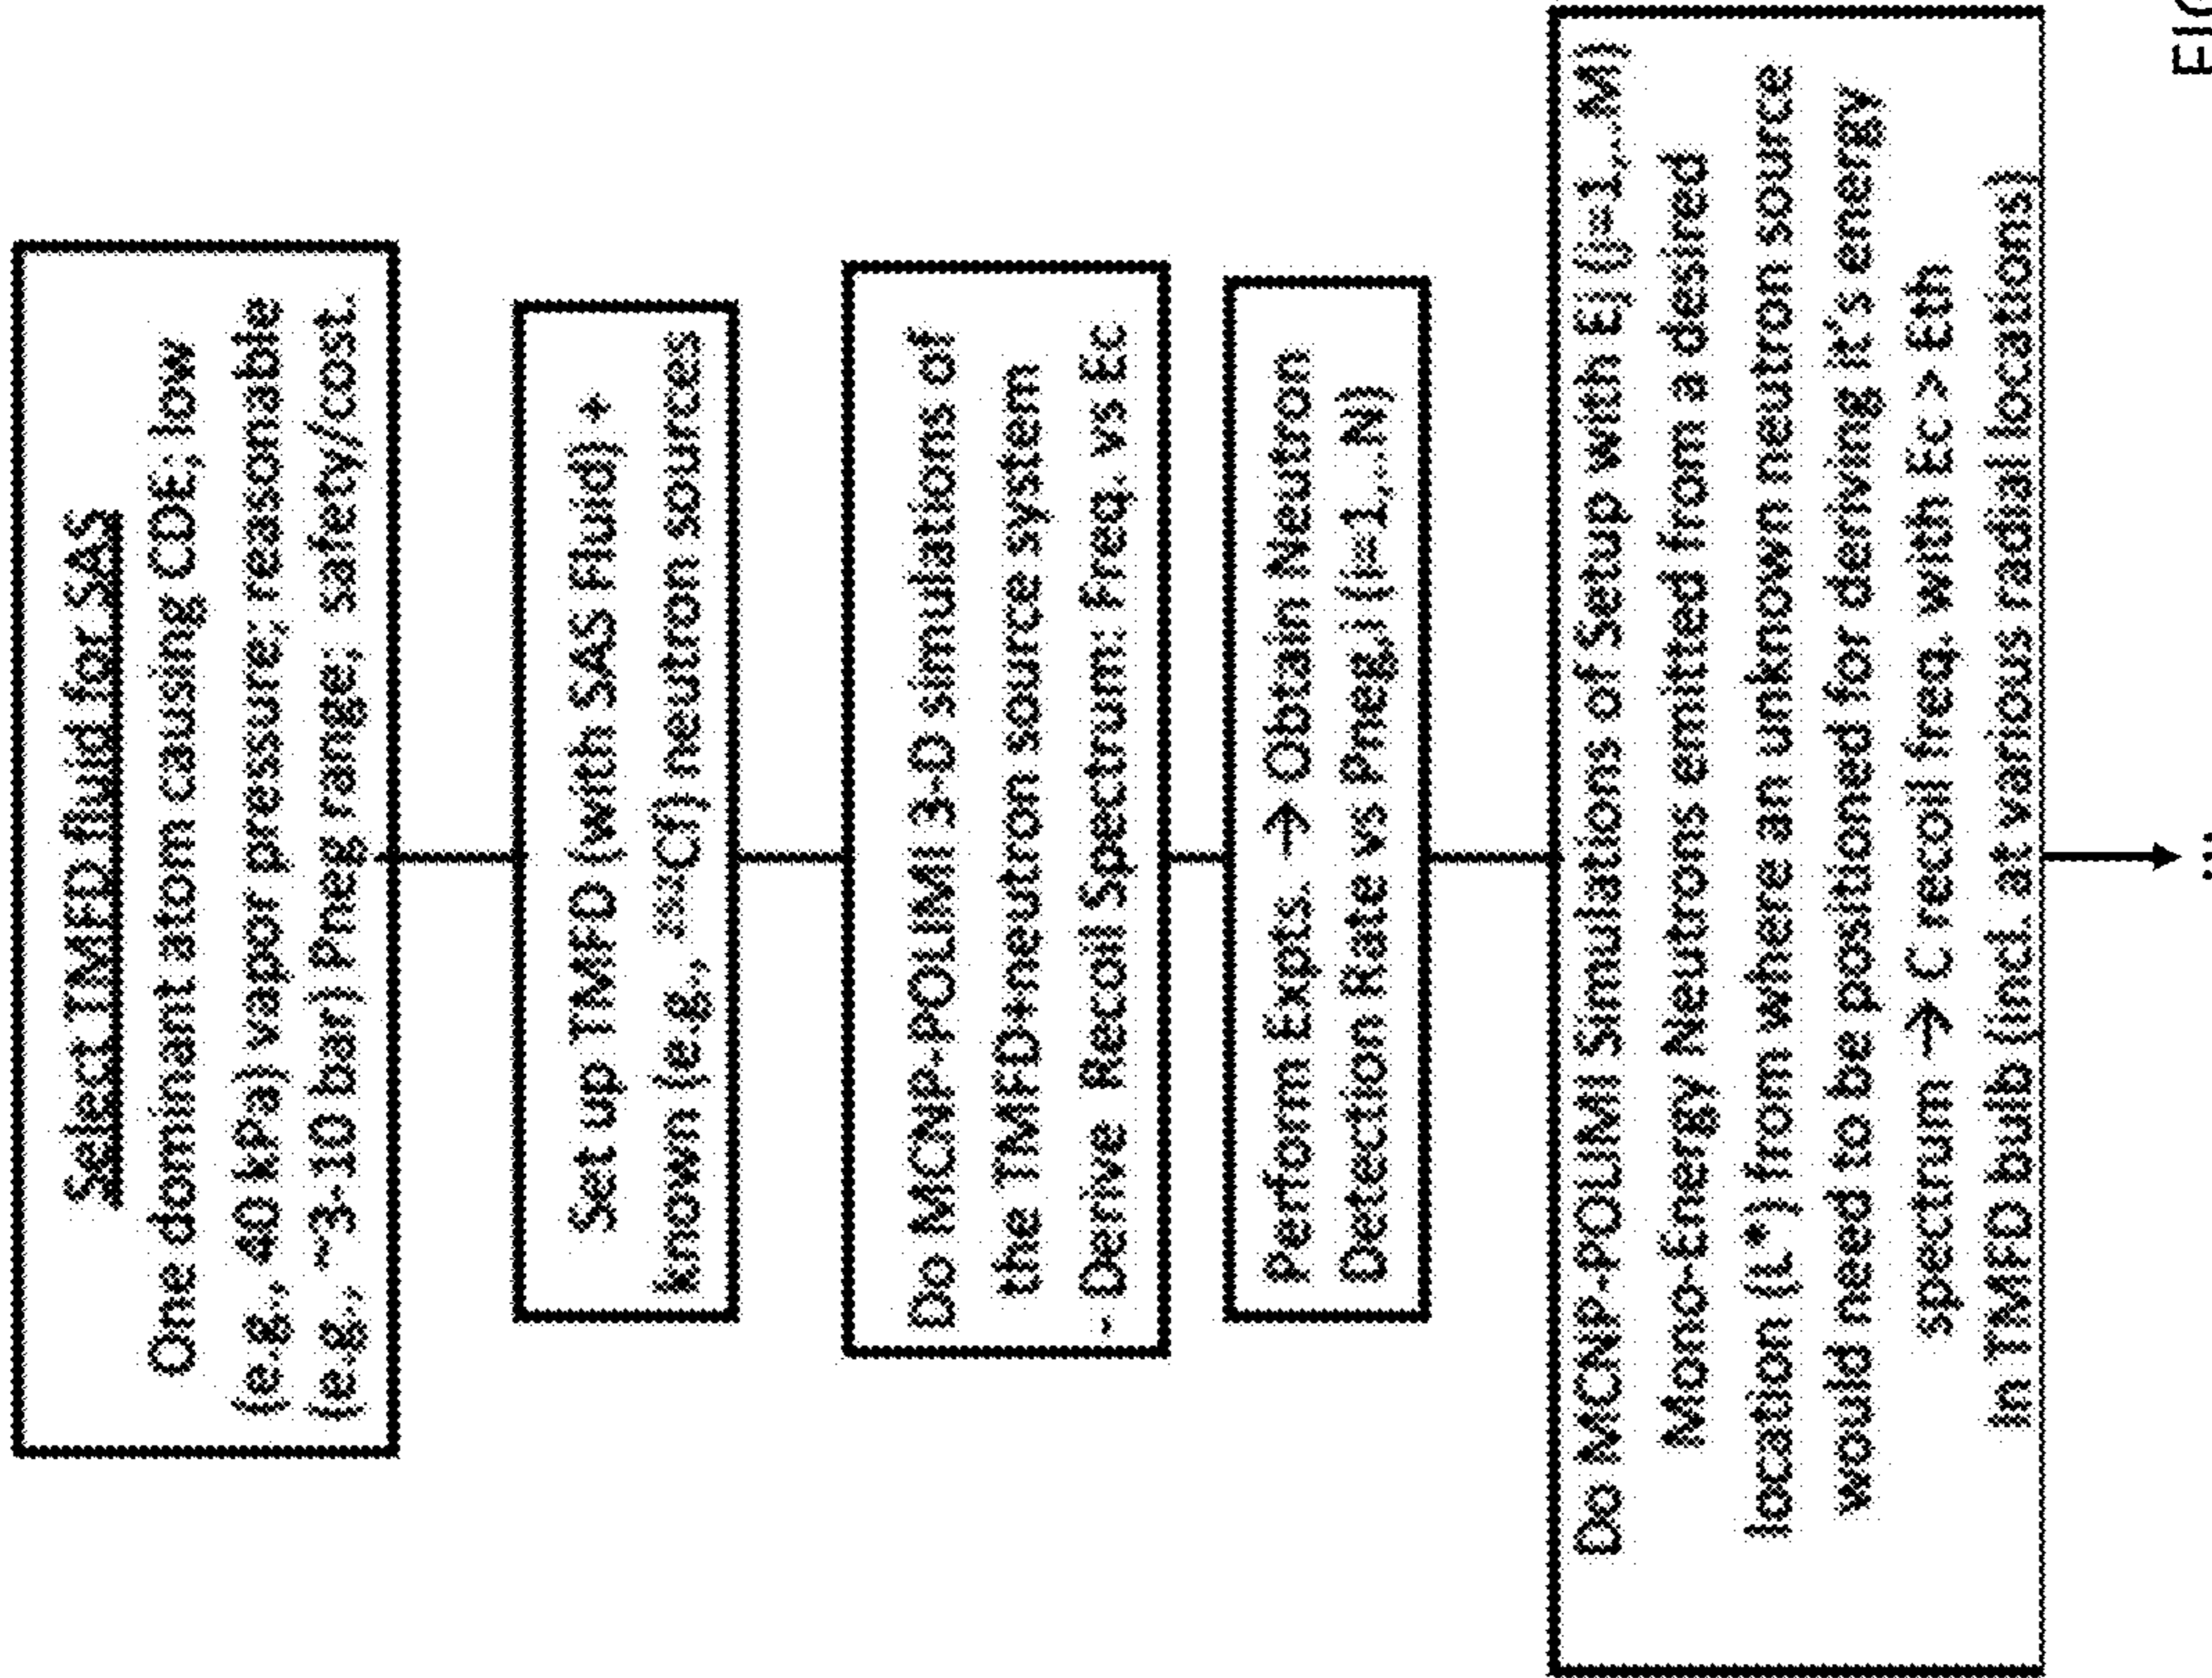 Select TMFD fluid for SAS
One dominant atom causing CDE; low
(e.g., 40 kPa) vapor pressure; reasonable
(e.g., ~3-10 bar) Pneg range; safety/cost.
Set up TMFD (with SAS Fluid) +
known (e.g., ²⁵²Cf) neutron sources
Do MCNP-POLIMI 3-D simulations of
the TMFD+neutron source system
- Derive Recoil Spectrum: Freq. vs Ec
Perform Expts. → Obtain Neutron
Detection Rate vs Pneg,i (i=1,..N)
Do MCNP-POLIMI Simulations of Setup with Ej (j=1,..M)
Mono-Energy Neutrons emitted from a desired
location (L*) from where an unknown neutron source
would need to be positioned for deriving it's energy
spectrum → C recoil freq. with Ec > Eth
in TMFD bulb (incl. at various radial locations)